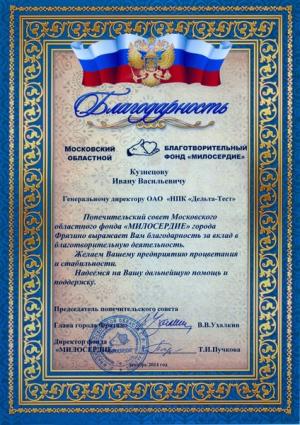 Благодарность
Московский областной
БЛАГОТВОРИТЕЛЬНЫЙ ФОНД «МИЛОСЕРДИЕ»
Кузнецову
Ивану Васильевичу
Генеральному директору ОАО «НПК «Дельта-Тест»
Попечительский совет Московского
областного фонда «МИЛОСЕРДИЕ» города
Фрязино выражает Вам благодарность за вклад в
благотворительную деятельность.
Желаем Вашему предприятию процветания
и стабильности.
Надеемся на Вашу дальнейшую помощь и
поддержку.
Председатель попечительского совета
Глава города Фрязино В.В.Ухалкин
Директор фонда
«МИЛОСЕРДИЕ» Т.И.Пучкова